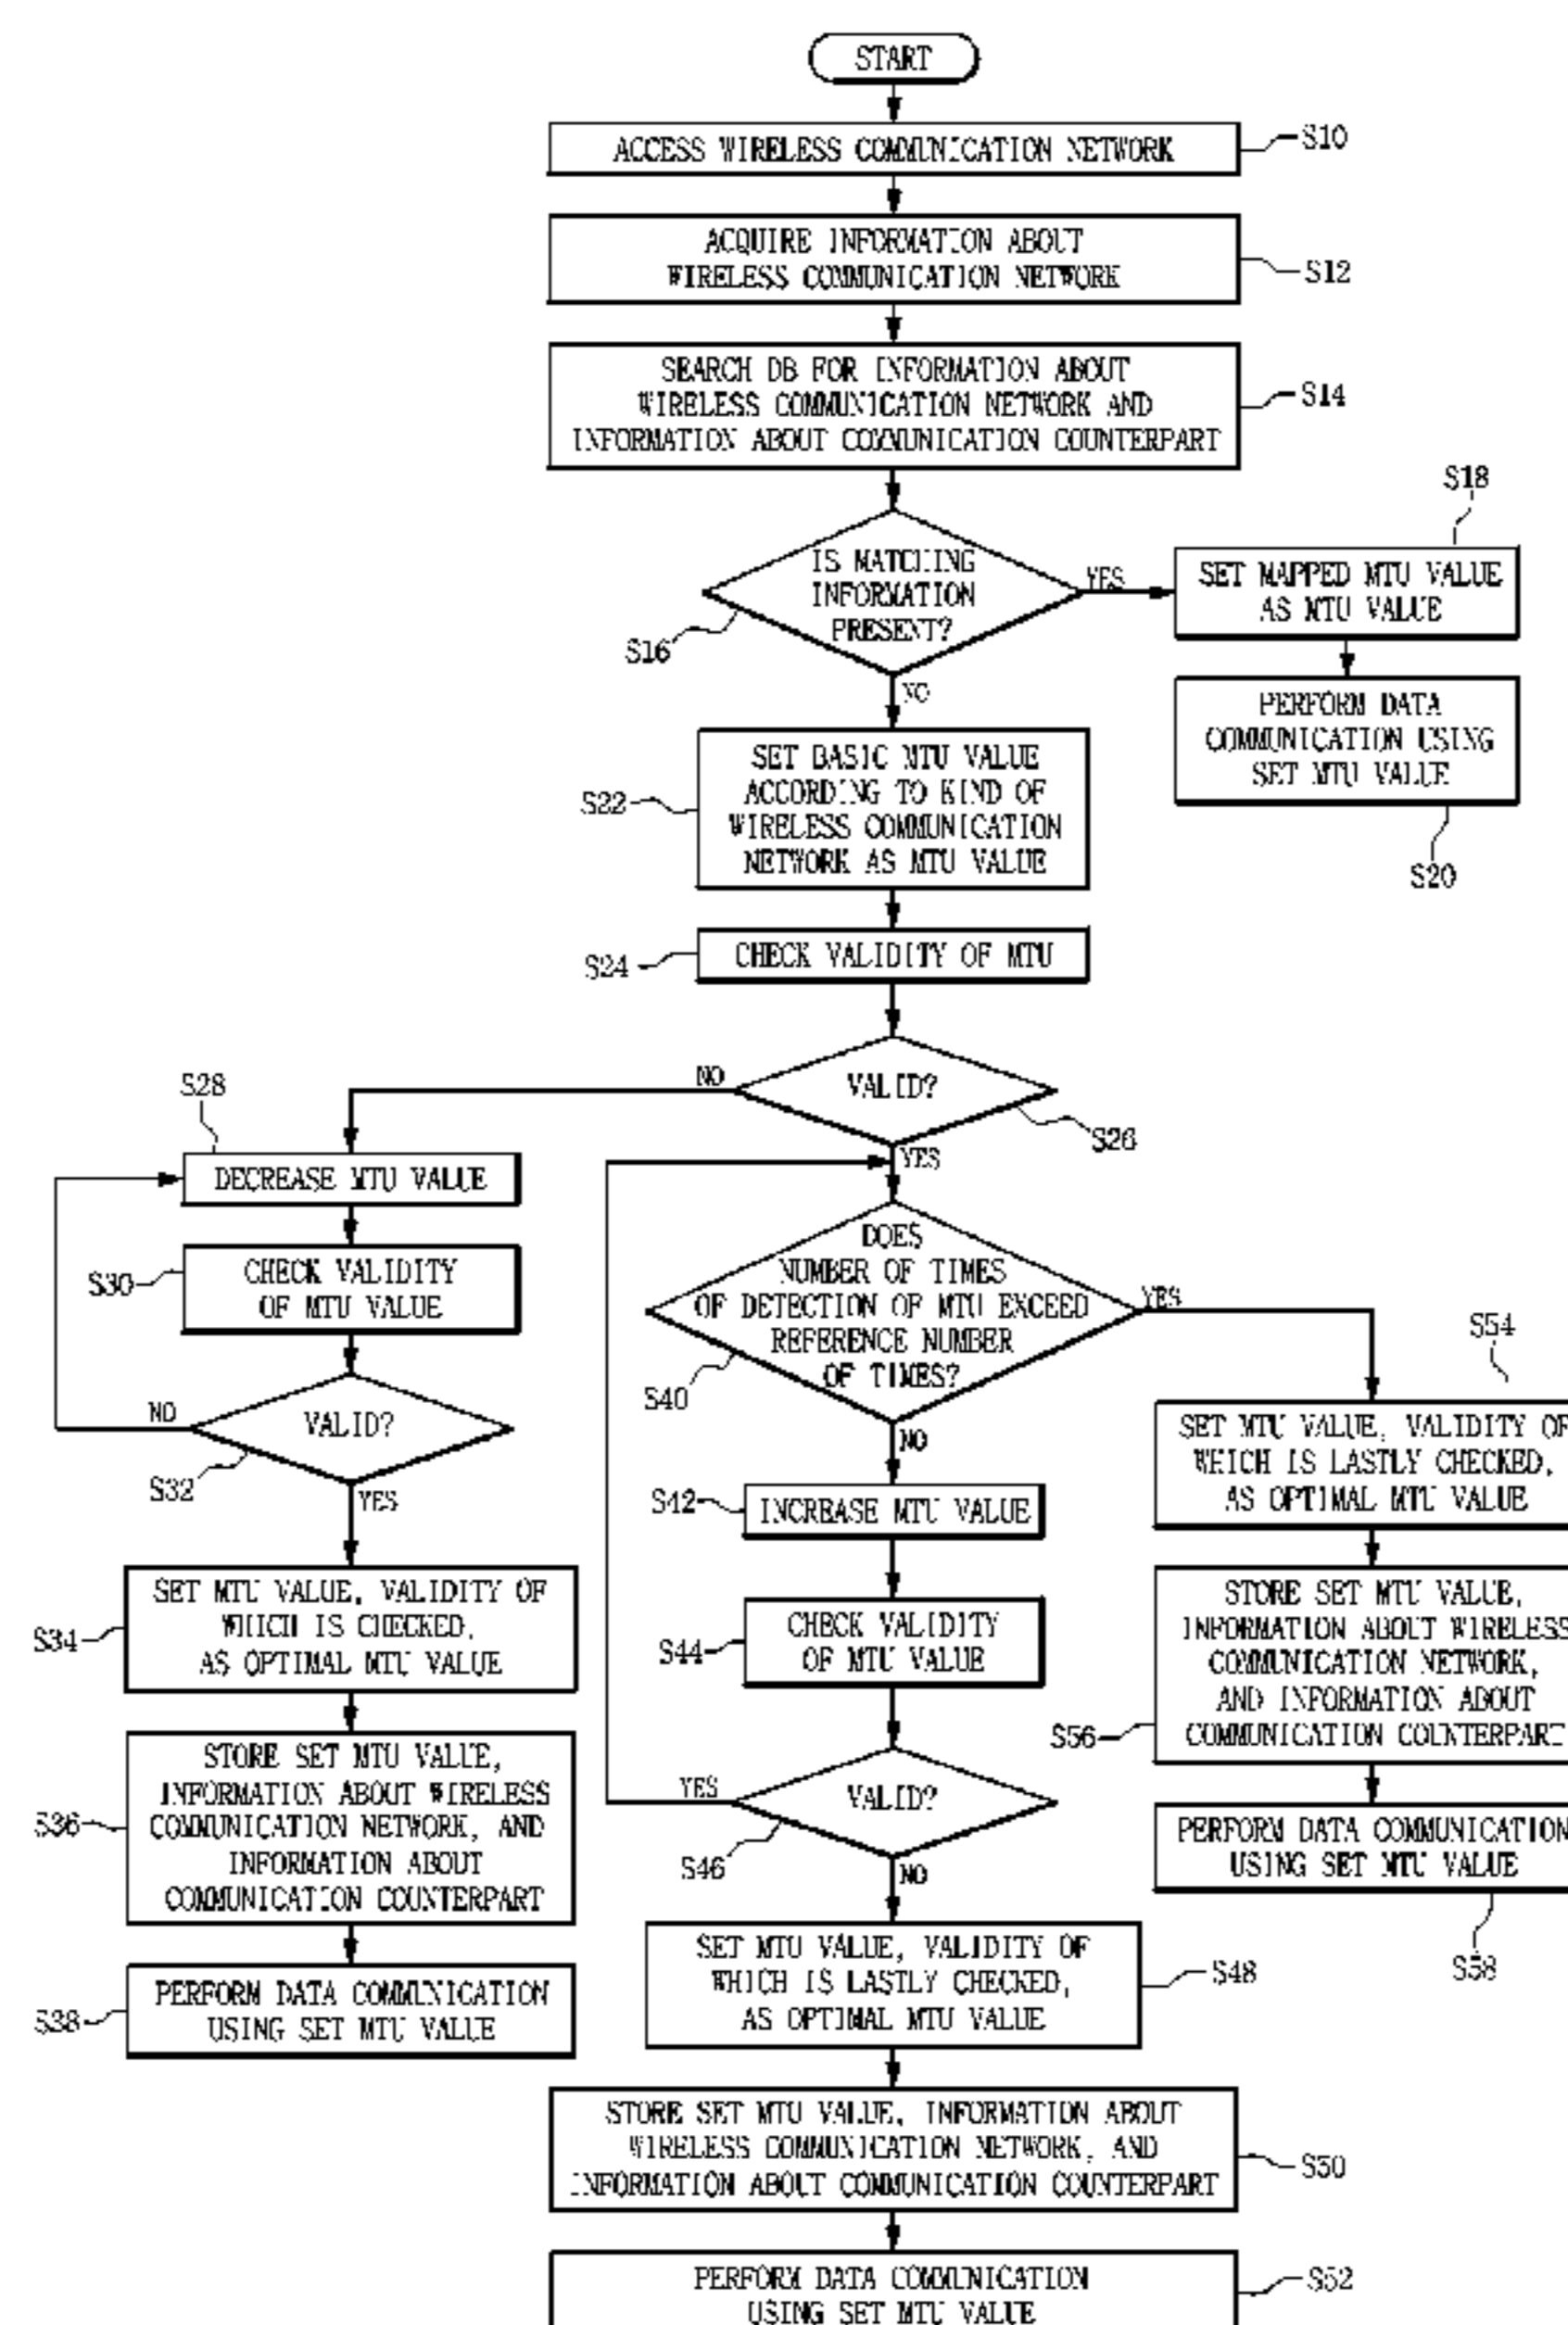 START
ACCESS WIRELESS COMMUNICATION NETWORK
S10
ACQUIRE INFORMATION ABOUT
WIRELESS COMMUNICATION NETWORK
S12
SEARCH DB FOR INFORMATION ABOUT
WIRELESS COMMUNICATION NETWORK AND
INFORMATION ABOUT COMMUNICATION COUNTERPART
S14
IS MATCHING
INFORMATION
PRESENT?
S16
YES
S18
SET MAPPED MTU VALUE
AS MTU VALUE
PERFORM DATA
COMMUNICATION USING
SET MTU VALUE
S20
NO
SET BASIC MTU VALUE
ACCORDING TO KIND OF
WIRELESS COMMUNICATION
NETWORK AS MTU VALUE
S22
CHECK VALIDITY OF MTU
S24
VALID?
S26
NO
YES
S28
DECREASE MTU VALUE
CHECK VALIDITY
OF MTU VALUE
S30
VALID?
NO
S32
YES
SET MTU VALUE, VALIDITY OF
WHICH IS CHECKED,
AS OPTIMAL MTU VALUE
S34
STORE SET MTU VALUE,
INFORMATION ABOUT WIRELESS
COMMUNICATION NETWORK, AND
INFORMATION ABOUT
COMMUNICATION COUNTERPART
S36
PERFORM DATA COMMUNICATION
USING SET MTU VALUE
S38
DOES
NUMBER OF TIMES
OF DETECTION OF MTU EXCEED
REFERENCE NUMBER
OF TIMES?
S40
YES
NO
INCREASE MTU VALUE
S42
CHECK VALIDITY
OF MTU VALUE
S44
VALID?
YES
S46
NO
SET MTU VALUE, VALIDITY OF
WHICH IS LASTLY CHECKED,
AS OPTIMAL MTU VALUE
S48
STORE SET MTU VALUE, INFORMATION ABOUT
WIRELESS COMMUNICATION NETWORK, AND
INFORMATION ABOUT COMMUNICATION COUNTERPART
S50
PERFORM DATA COMMUNICATION
USING SET MTU VALUE
S52
S54
SET MTU VALUE, VALIDITY OF
WHICH IS LASTLY CHECKED,
AS OPTIMAL MTU VALUE
STORE SET MTU VALUE,
INFORMATION ABOUT WIRELESS
COMMUNICATION NETWORK,
AND INFORMATION ABOUT
COMMUNICATION COUNTERPART
S56
PERFORM DATA COMMUNICATION
USING SET MTU VALUE
S58